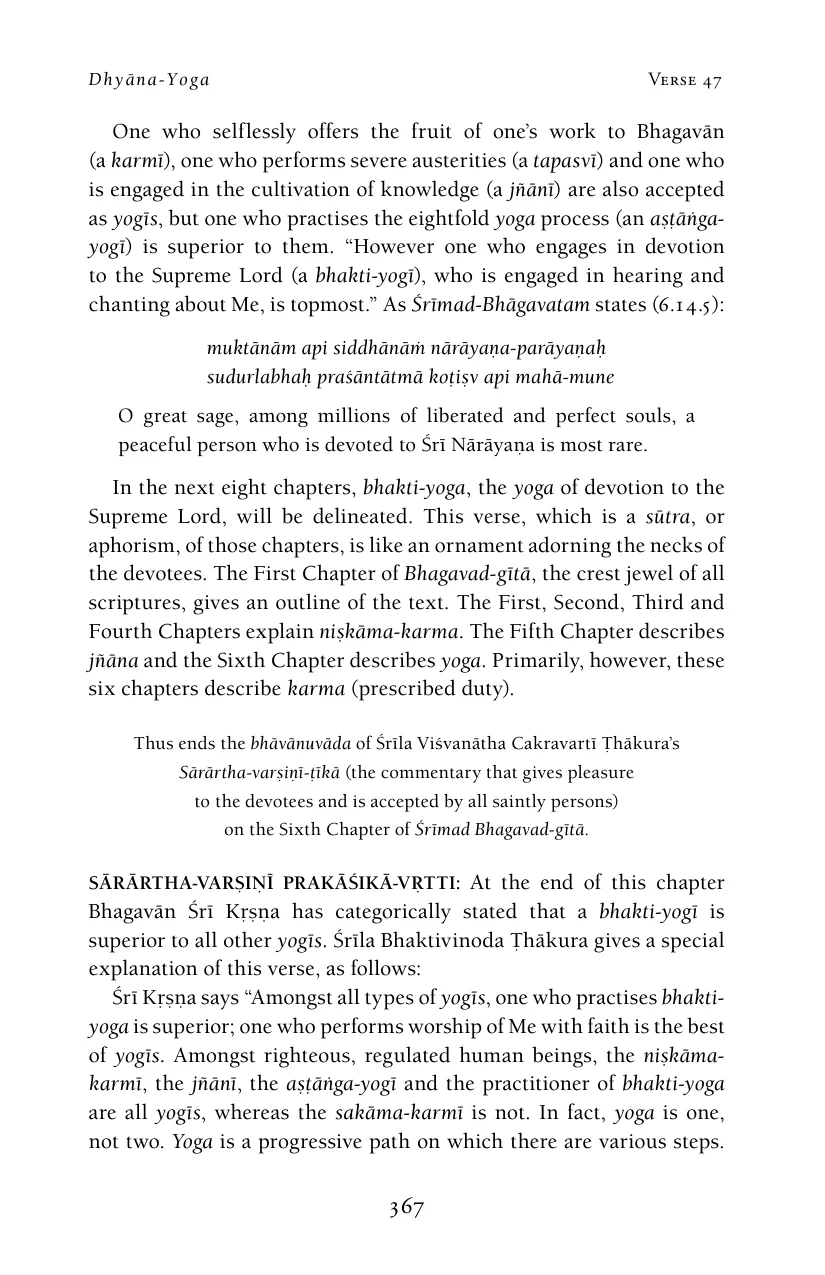 Dhyāna-Yoga Verse 47
One who selflessly offers the fruit of one’s work to Bhagavān
(a karmī), one who performs severe austerities (a tapasvī) and one who
is engaged in the cultivation of knowledge (a jñānī) are also accepted
as yogīs, but one who practises the eightfold yoga process (an aṣṭāṅga-
yogī) is superior to them. “However one who engages in devotion
to the Supreme Lord (a bhakti-yogī), who is engaged in hearing and
chanting about Me, is topmost.” As Śrīmad-Bhāgavatam states (6.14.5):
muktānām api siddhānāṁ nārāyaṇa-parāyaṇaḥ
sudurlabhaḥ praśāntātmā koṭiṣv api mahā-mune
O great sage, among millions of liberated and perfect souls, a
peaceful person who is devoted to Śrī Nārāyaṇa is most rare.
In the next eight chapters, bhakti-yoga, the yoga of devotion to the
Supreme Lord, will be delineated. This verse, which is a sūtra, or
aphorism, of those chapters, is like an ornament adorning the necks of
the devotees. The First Chapter of Bhagavad-gītā, the crest jewel of all
scriptures, gives an outline of the text. The First, Second, Third and
Fourth Chapters explain niṣkāma-karma. The Fifth Chapter describes
jñāna and the Sixth Chapter describes yoga. Primarily, however, these
six chapters describe karma (prescribed duty).
Thus ends the bhāvānuvāda of Śrīla Viśvanātha Cakravartī Ṭhākura’s
Sārārtha-varṣiṇī-ṭīkā (the commentary that gives pleasure
to the devotees and is accepted by all saintly persons)
on the Sixth Chapter of Śrīmad Bhagavad-gītā.
SĀRĀRTHA-VARṢIṆĪ PRAKĀŚIKĀ-VṚTTI: At the end of this chapter
Bhagavān Śrī Kṛṣṇa has categorically stated that a bhakti-yogī is
superior to all other yogīs. Śrīla Bhaktivinoda Ṭhākura gives a special
explanation of this verse, as follows:
Śrī Kṛṣṇa says “Amongst all types of yogīs, one who practises bhakti-
yoga is superior; one who performs worship of Me with faith is the best
of yogīs. Amongst righteous, regulated human beings, the niṣkāma-
karmī, the jñānī, the aṣṭāṅga-yogī and the practitioner of bhakti-yoga
are all yogīs, whereas the sakāma-karmī is not. In fact, yoga is one,
not two. Yoga is a progressive path on which there are various steps.
367